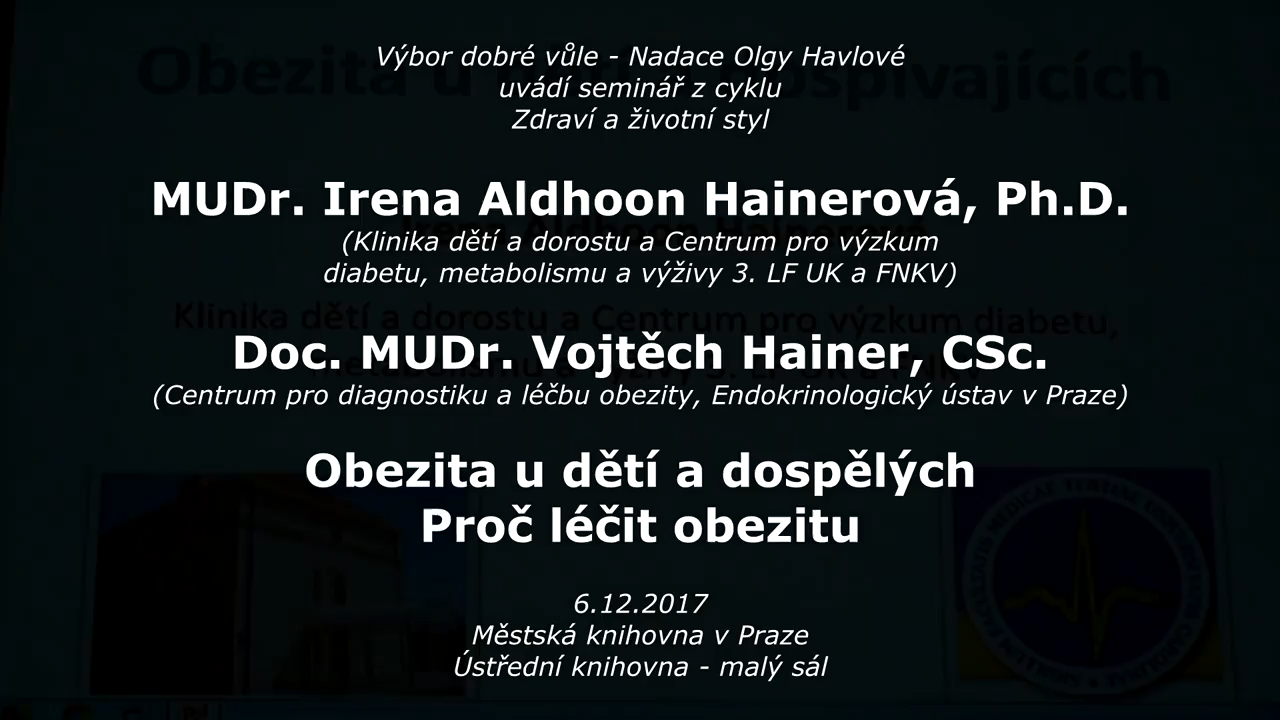 Výbor dobré vůle - Nadace Olgy Havlové
uvádí seminář z cyklu
Zdraví a životní styl
MUDr. Irena Aldhoon Hainerová, Ph.D.
(Klinika dětí a dorostu a Centrum pro výzkum
diabetu, metabolismu a výživy 3. LF UK a FNKV)
Doc. MUDr. Vojtěch Hainer, CSc.
(Centrum pro diagnostiku a léčbu obezity, Endokrinologický ústav v Praze)
Obezita u dětí a dospělých
Proč léčit obezitu
6.12.2017
Městská knihovna v Praze
Ústřední knihovna - malý sál